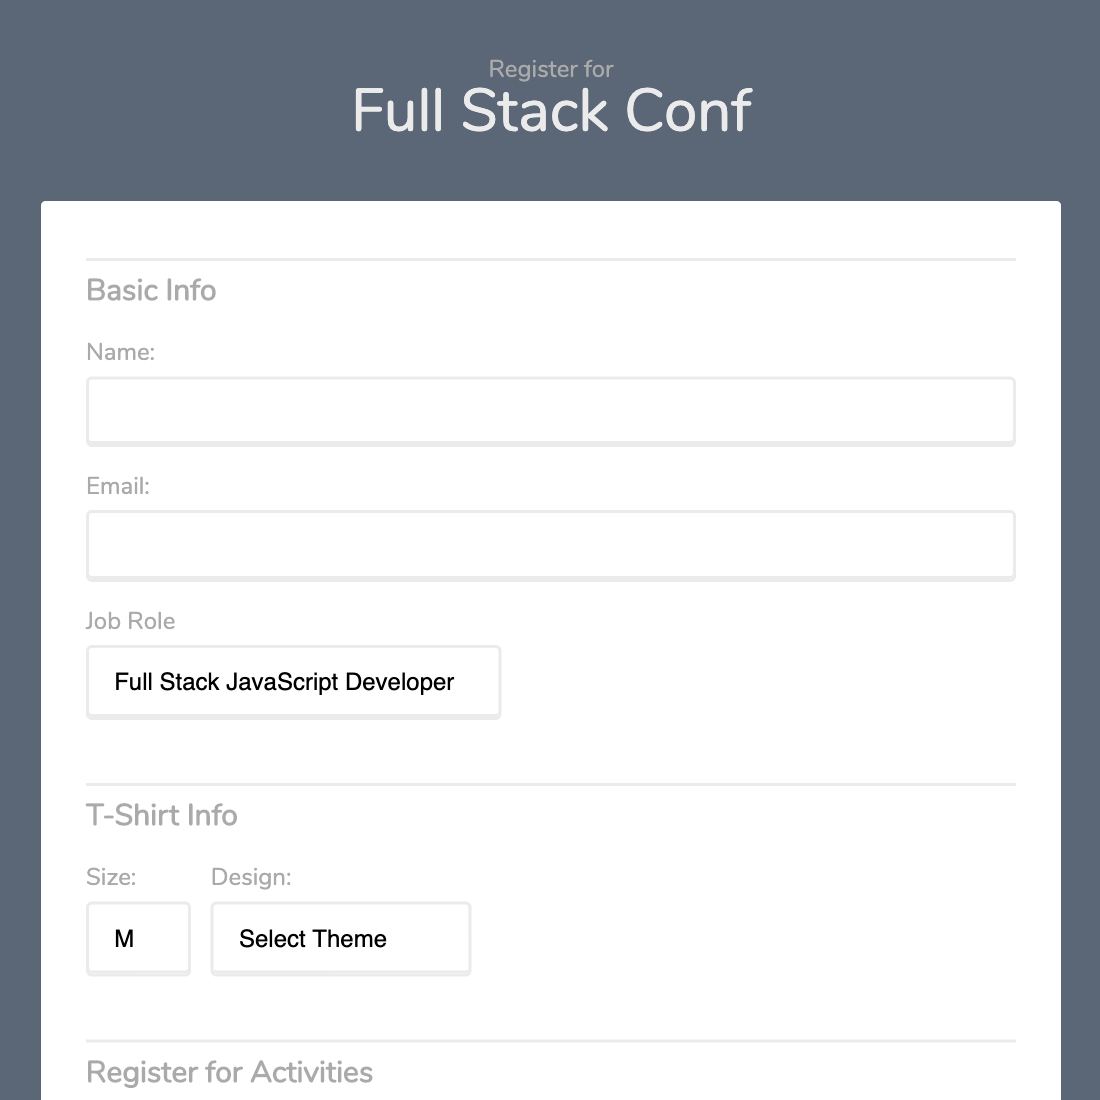 Register for
Full Stack Conf
Basic Info
Name:
Email:
Job Role
Full Stack JavaScript Developer
T-Shirt Info
Size: Design:
M Select Theme
Register for Activities